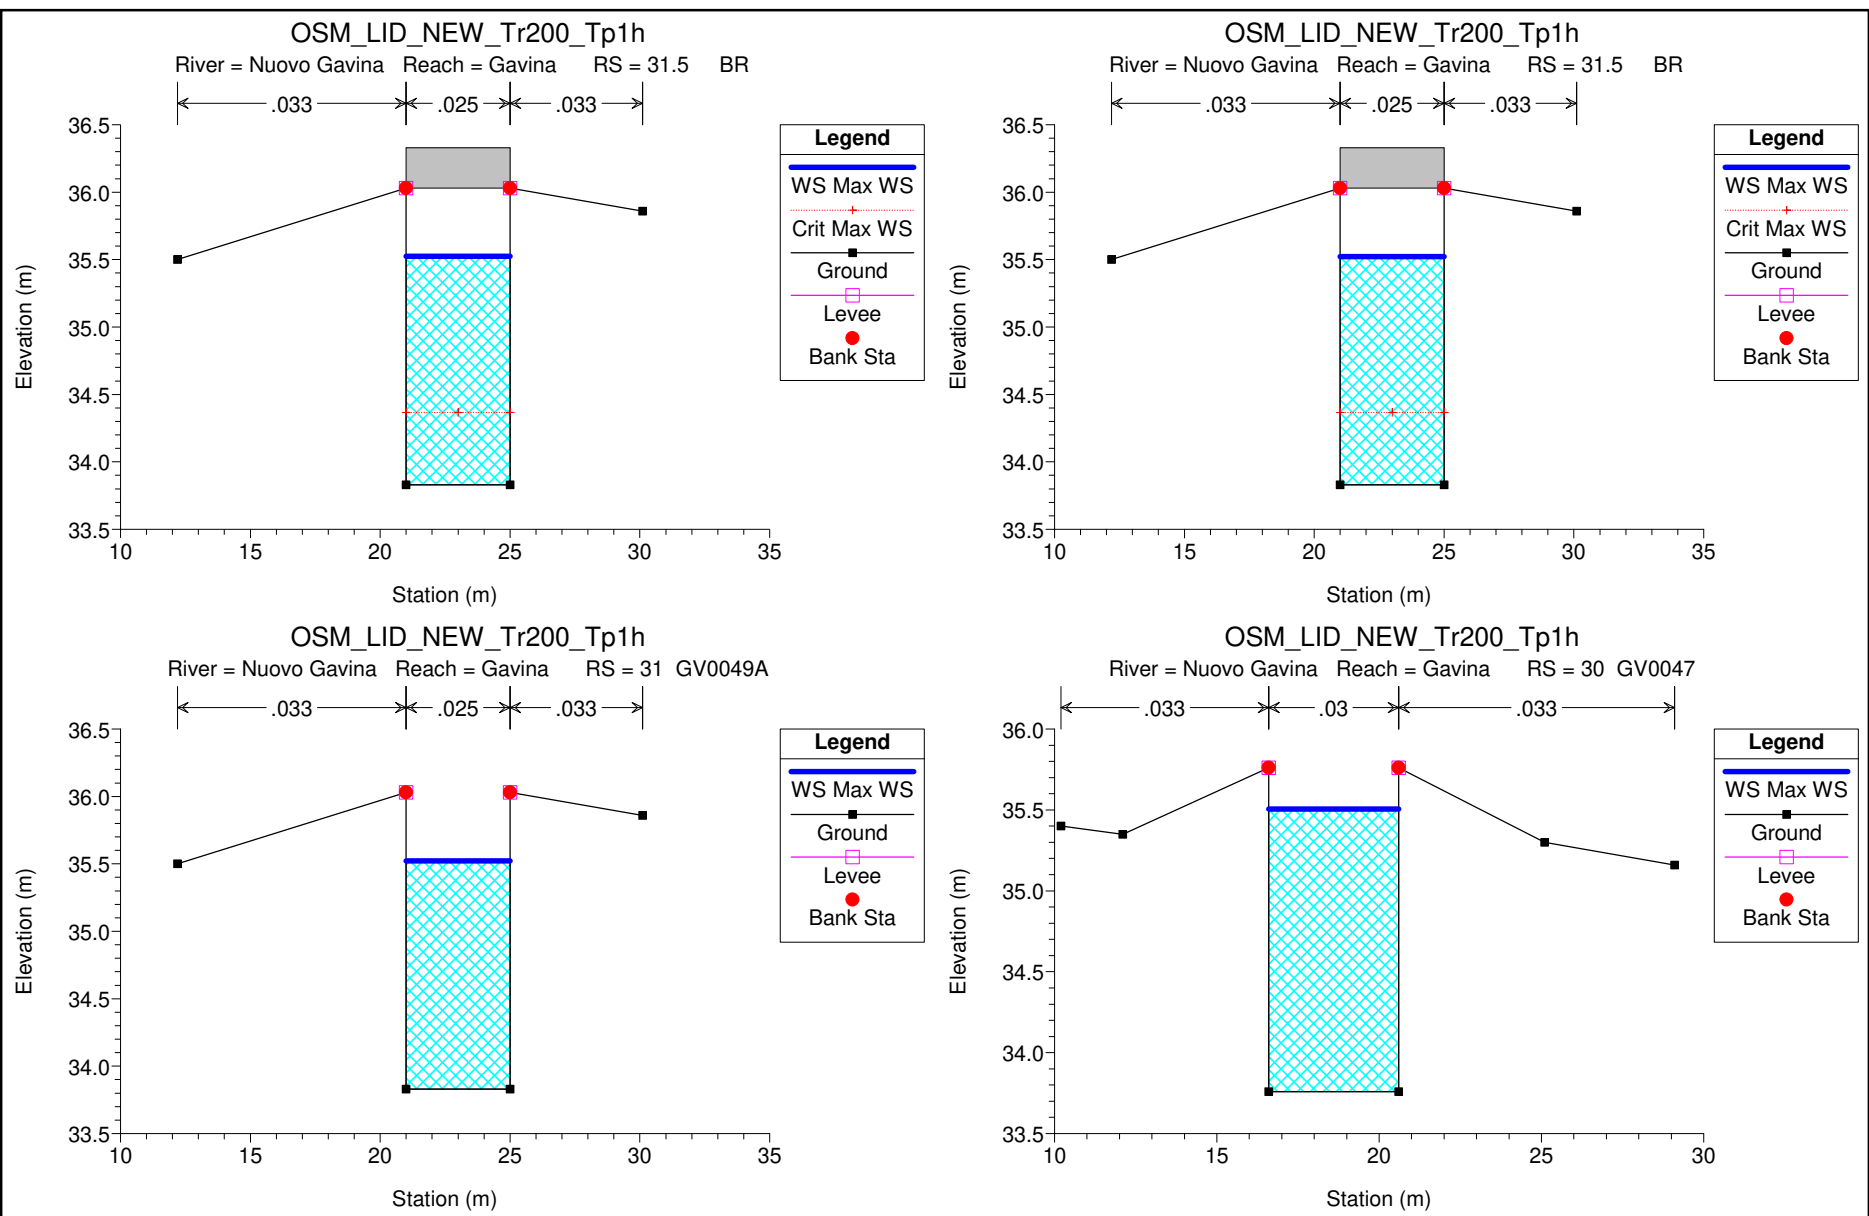 OSM_LID_NEW_Tr200_Tp1h
River = Nuovo Gavina Reach = Gavina RS = 31.5 BR
.033 .025 .033
36.5
36.0
35.5
35.0
34.5
34.0
33.5
10 15 20 25 30 35
Station (m)
Elevation (m)
Legend
WS Max WS
Crit Max WS
Ground
Levee
Bank Sta
OSM_LID_NEW_Tr200_Tp1h
River = Nuovo Gavina Reach = Gavina RS = 31.5 BR
.033 .025 .033
36.5
36.0
35.5
35.0
34.5
34.0
33.5
10 15 20 25 30 35
Station (m)
Elevation (m)
Legend
WS Max WS
Crit Max WS
Ground
Levee
Bank Sta
OSM_LID_NEW_Tr200_Tp1h
River = Nuovo Gavina Reach = Gavina RS = 31 GV0049A
.033 .025 .033
36.5
36.0
35.5
35.0
34.5
34.0
33.5
10 15 20 25 30 35
Station (m)
Elevation (m)
Legend
WS Max WS
Ground
Levee
Bank Sta
OSM_LID_NEW_Tr200_Tp1h
River = Nuovo Gavina Reach = Gavina RS = 30 GV0047
.033 .03 .033
36.0
35.5
35.0
34.5
34.0
33.5
10 15 20 25 30
Station (m)
Elevation (m)
Legend
WS Max WS
Ground
Levee
Bank Sta